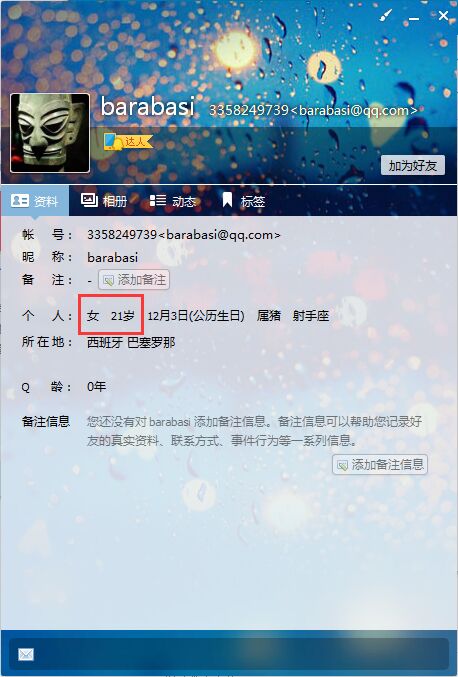 barabasi 3358249739<barabasi@qq.com>
达人
加为好友
资料 相册 动态 标签
帐 号： 3358249739<barabasi@qq.com>
昵 称： barabasi
备 注： - 添加备注
个 人： 女 21岁 12月3日(公历生日) 属猪 射手座
所在地： 西班牙 巴塞罗那
Q 龄： 0年
备注信息 您还没有对 barabasi 添加备注信息。备注信息可以帮助您记录好
友的真实资料、联系方式、事件行为等一系列信息。
添加备注信息